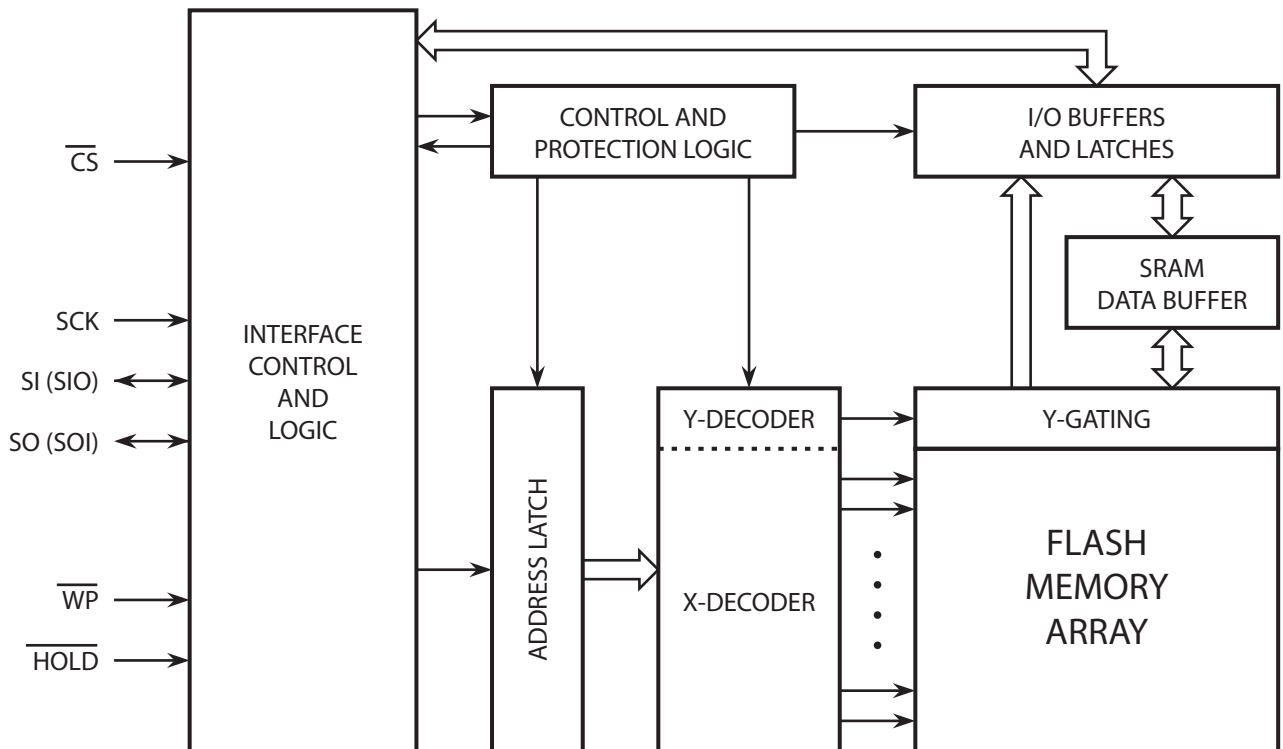 CS
SCK
SI (SIO)
SO (SOI)
WP
HOLD
INTERFACE
CONTROL
AND
LOGIC
CONTROL AND
PROTECTION LOGIC
I/O BUFFERS
AND LATCHES
SRAM
DATA BUFFER
ADDRESS LATCH
Y-DECODER
X-DECODER
Y-GATING
FLASH
MEMORY
ARRAY